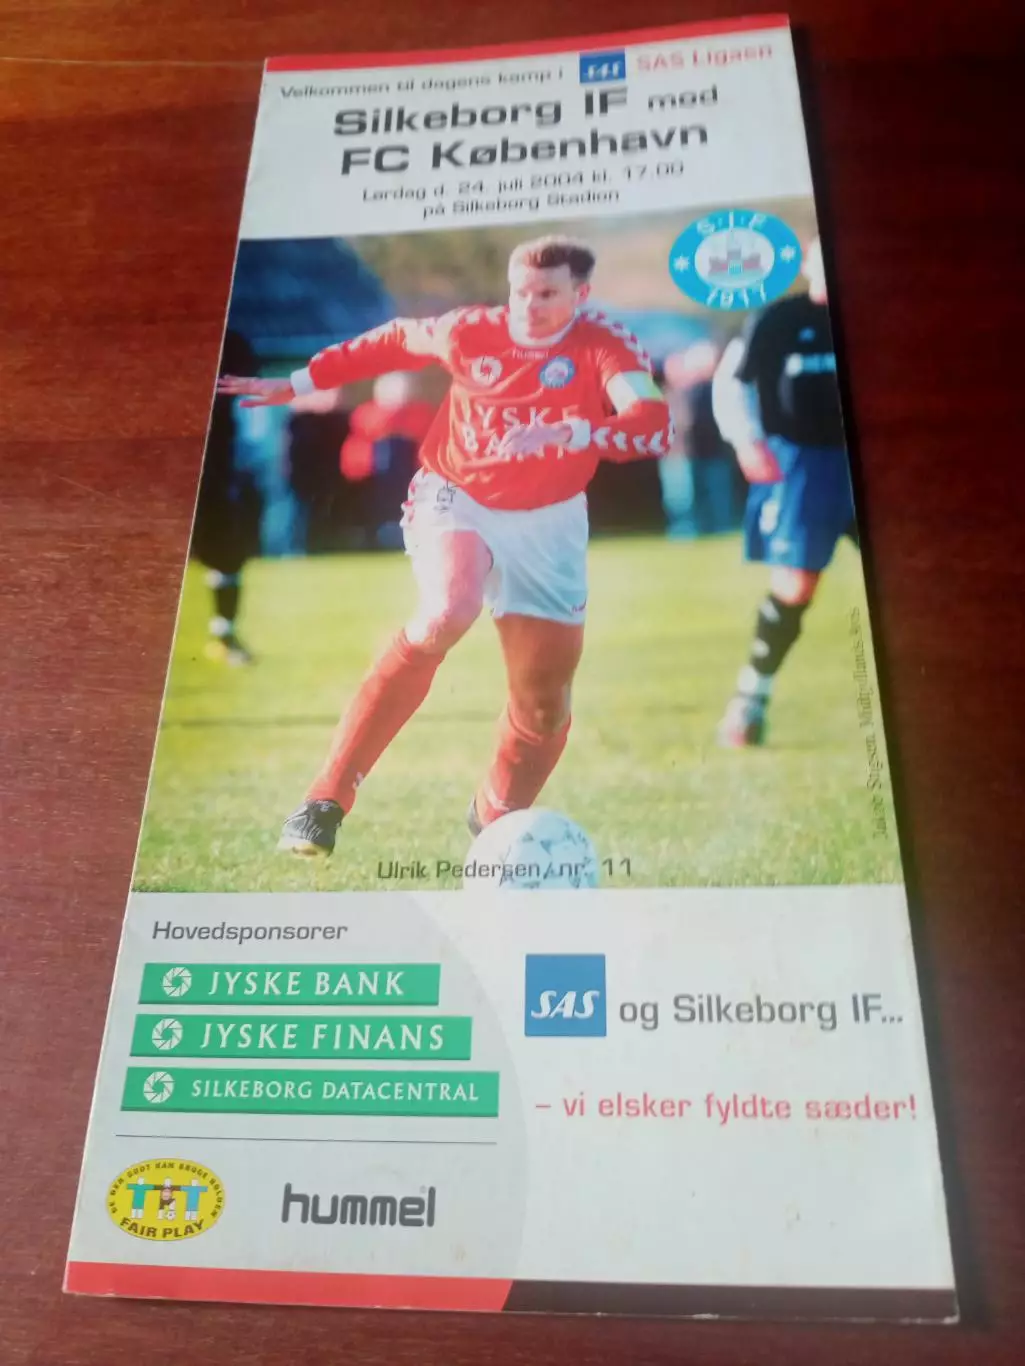 Velkommen til dagens kamp i SAS SAS Ligaen
Silkeborg IF mod
FC København
Lørdag d. 24. juli 2004 kl. 17.00
på Silkeborg Stadion
S.I.F
1917
hummel
JYSKE
BANK
Ulrik Pedersen, nr. 11
Hovedsponsorer
JYSKE BANK
JYSKE FINANS
SILKEBORG DATACENTRAL
SAS og Silkeborg IF...
– vi elsker fyldte sæder!
FAIR PLAY
hummel